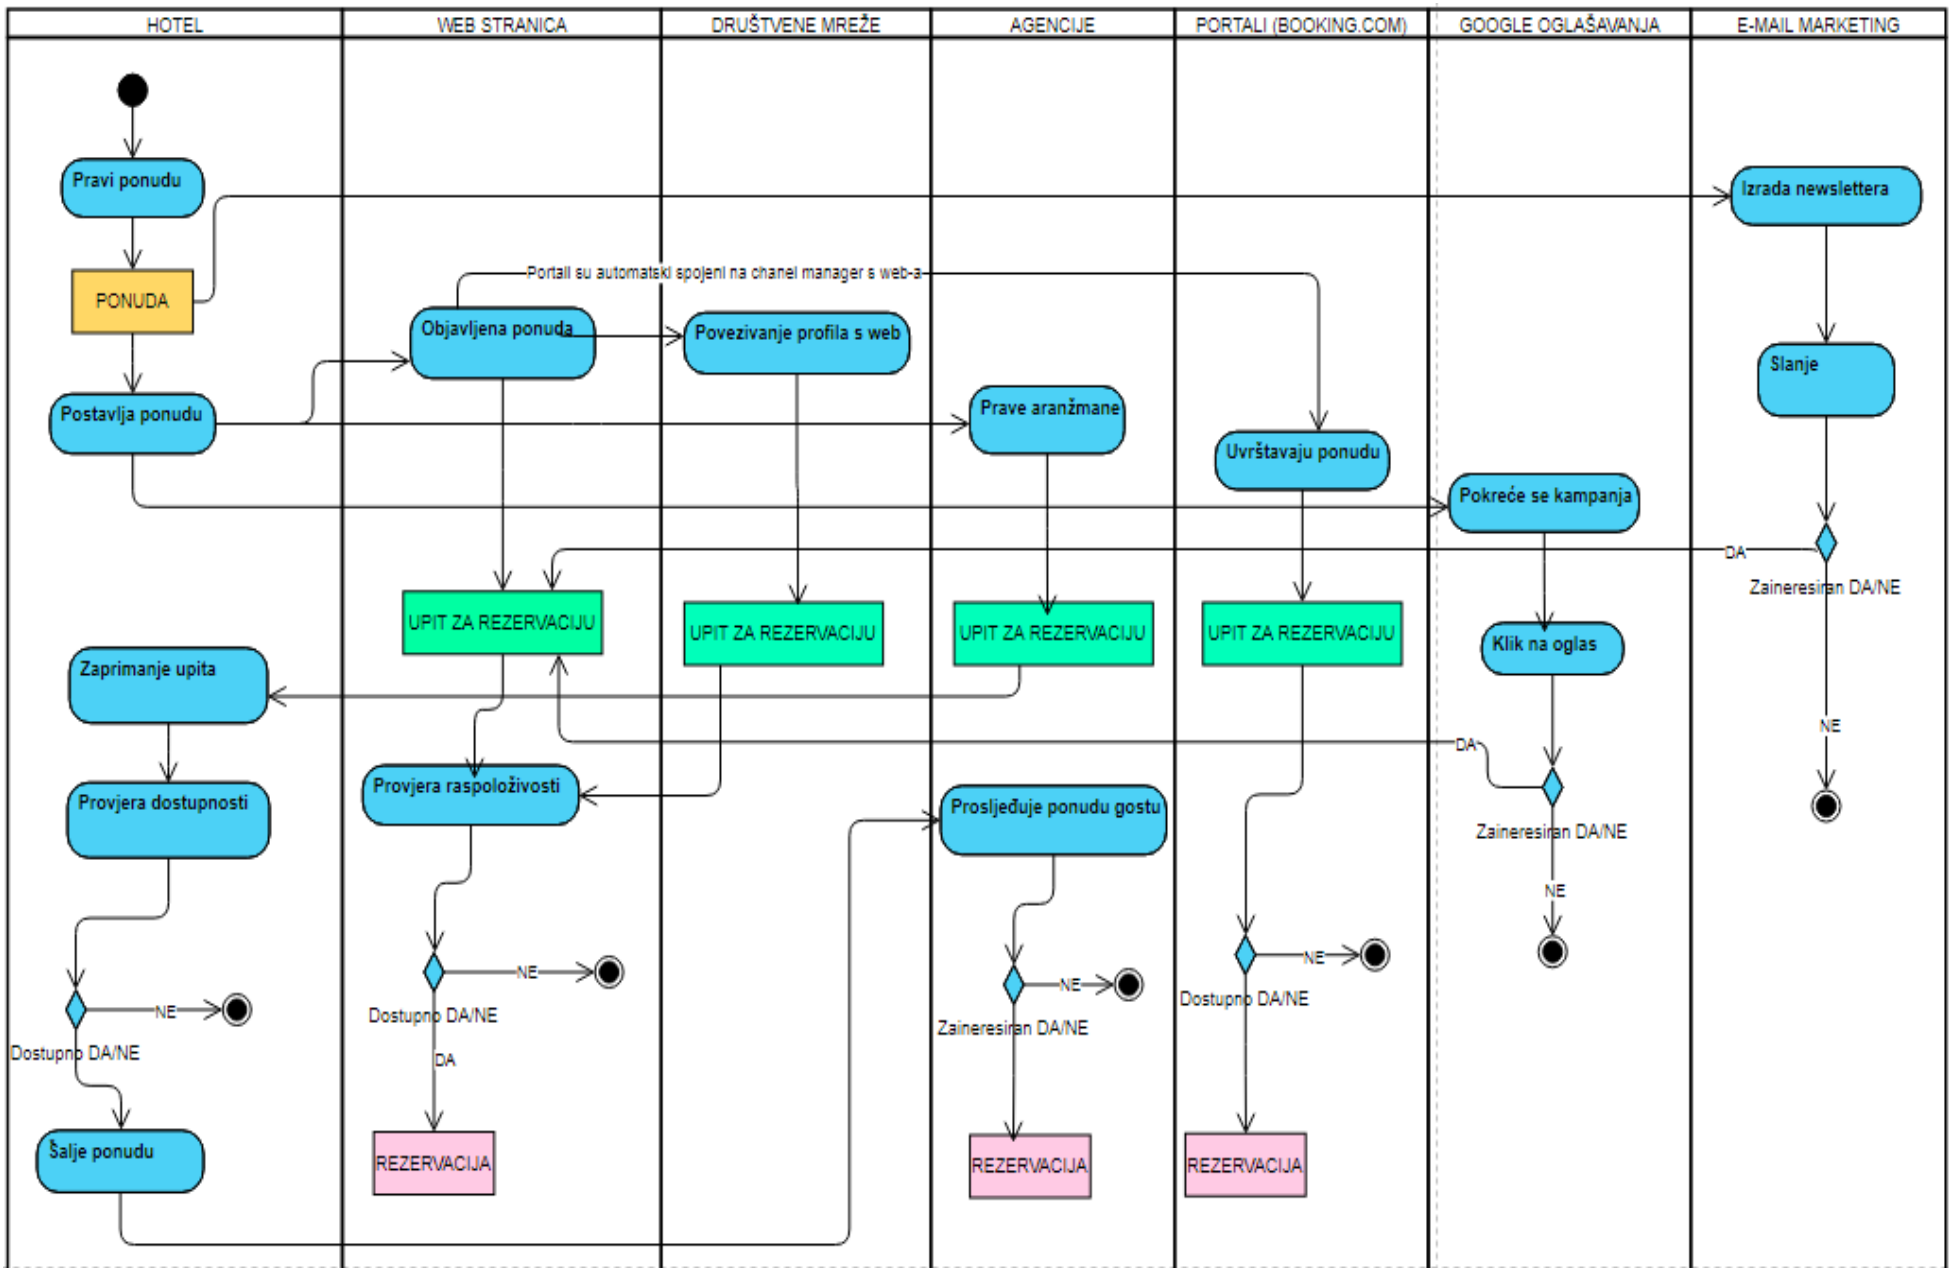 HOTEL
WEB STRANICA
DRUŠTVENE MREŽE
AGENCIJE
PORTALI (BOOKING.COM)
GOOGLE OGLAŠAVANJA
E-MAIL MARKETING
Pravi ponudu
Izrada newslettera
PONUDA
Portali su automatski spojeni na chanel manager s web-a
Objavljena ponuda
Povezivanje profila s web
Slanje
Postavlja ponudu
Prave aranžmane
Uvrštavaju ponudu
Pokreće se kampanja
DA
Zaineresiran DA/NE
UPIT ZA REZERVACIJU
UPIT ZA REZERVACIJU
UPIT ZA REZERVACIJU
UPIT ZA REZERVACIJU
Klik na oglas
Zaprimanje upita
NE
DA
Provjera raspoloživosti
Provjera dostupnosti
Prosljeđuje ponudu gostu
Zaineresiran DA/NE
NE
NE
NE
NE
Dostupno DA/NE
NE
Dostupno DA/NE
Zaineresiran DA/NE
Dostupno DA/NE
DA
Šalje ponudu
REZERVACIJA
REZERVACIJA
REZERVACIJA